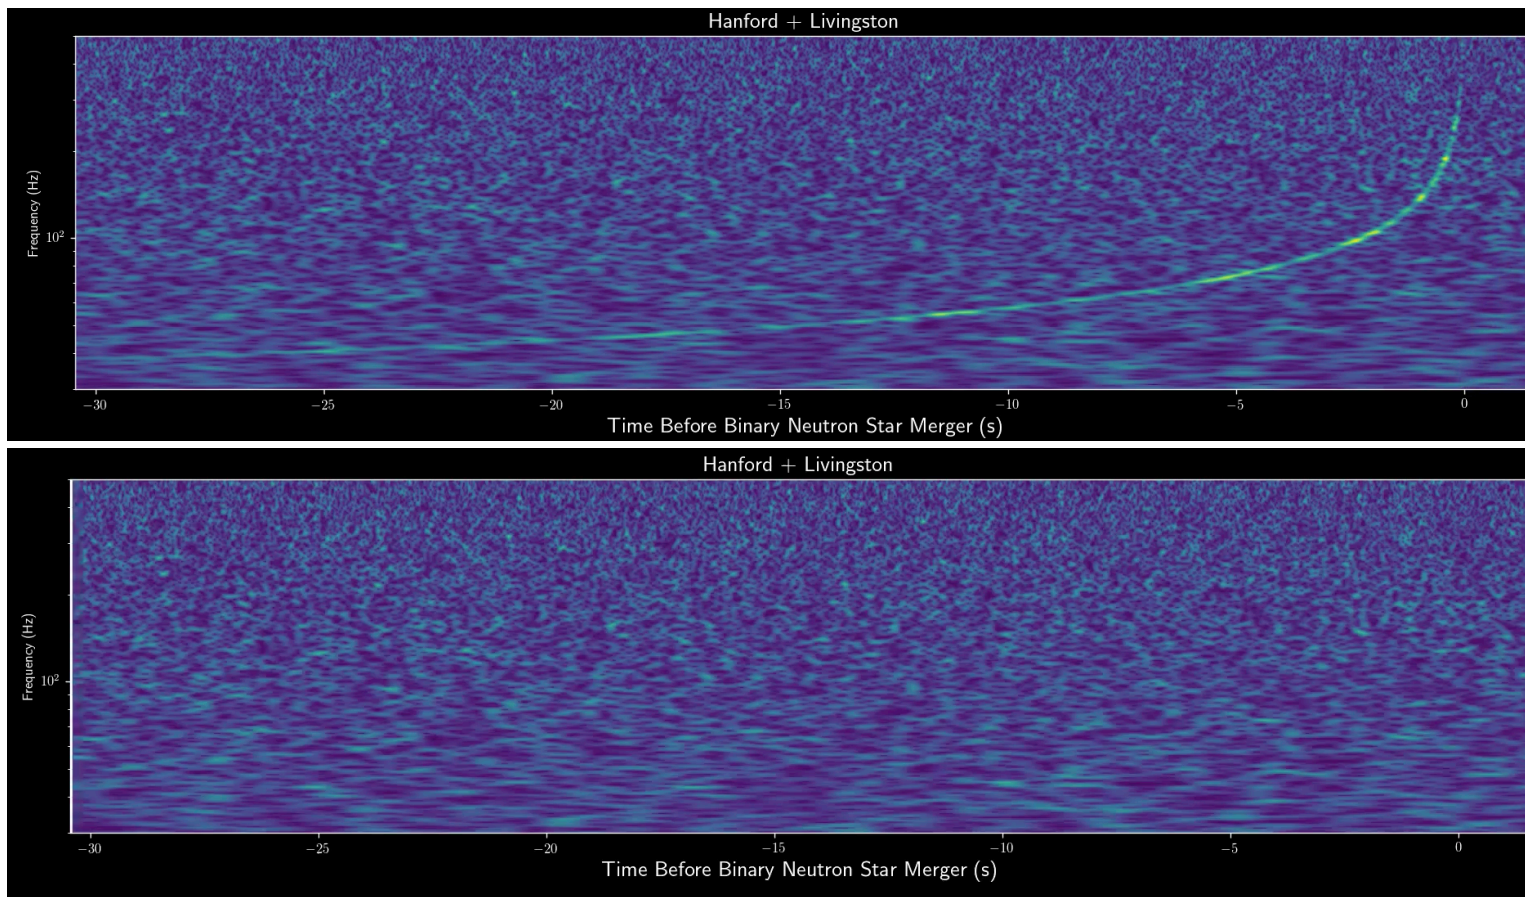 Hanford + Livingston
Frequency (Hz)
10²
−30 −25 −20 −15 −10 −5 0
Time Before Binary Neutron Star Merger (s)
Hanford + Livingston
Frequency (Hz)
10²
−30 −25 −20 −15 −10 −5 0
Time Before Binary Neutron Star Merger (s)